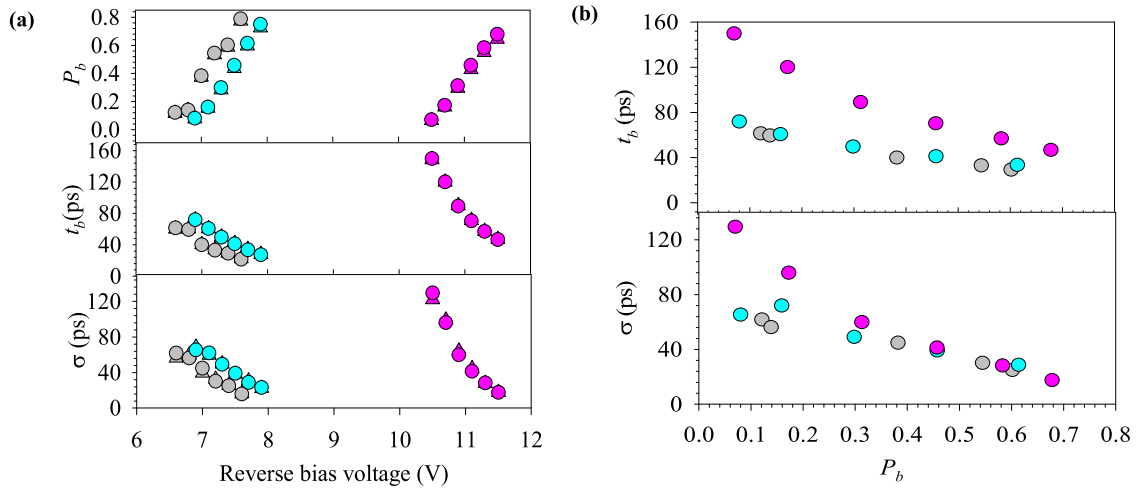 (a)
P_b
0.8
0.6
0.4
0.2
0.0
t_b(ps)
160
120
80
40
0
σ (ps)
120
80
40
0
6 7 8 9 10 11 12
Reverse bias voltage (V)
(b)
t_b (ps)
160
120
80
40
0
σ (ps)
120
80
40
0
0.0 0.1 0.2 0.3 0.4 0.5 0.6 0.7 0.8
P_b